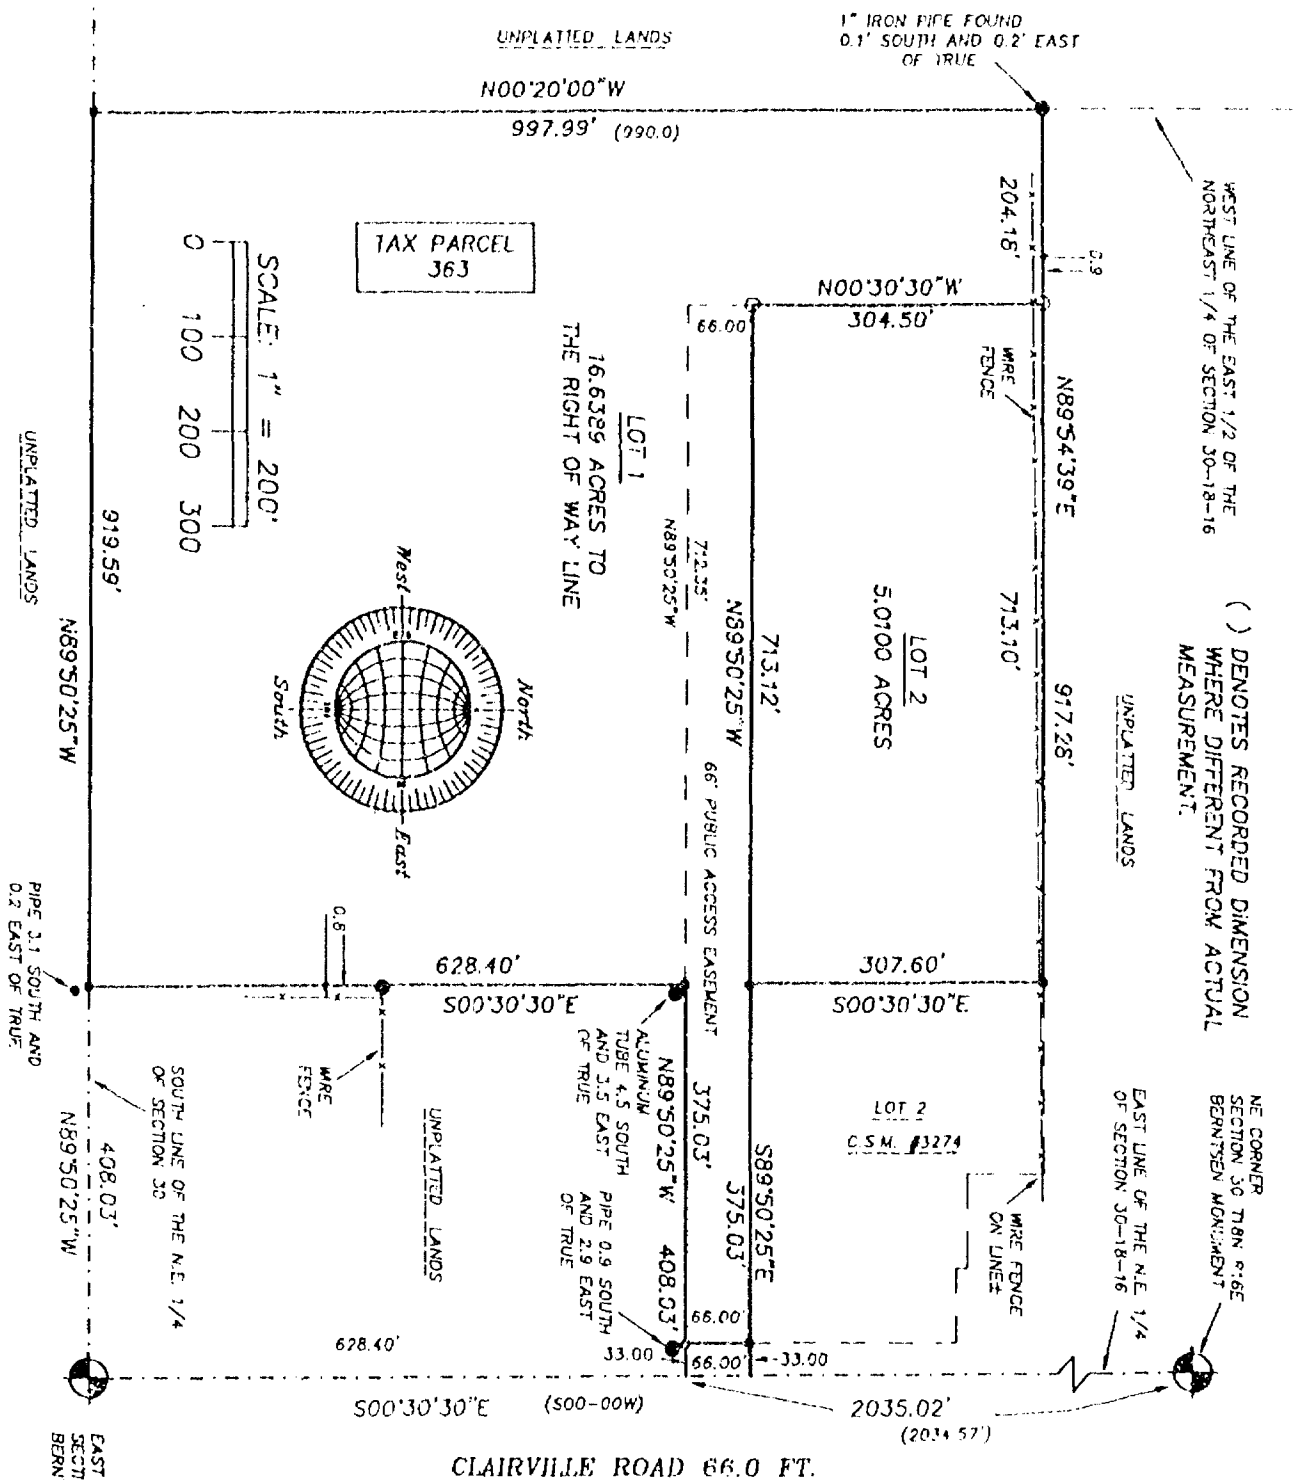 UNPLATTED LANDS
1" IRON PIPE FOUND
0.1' SOUTH AND 0.2' EAST
OF TRUE
N00°20'00"W
997.99' (990.0)
WEST LINE OF THE EAST 1/2 OF THE
NORTHEAST 1/4 OF SECTION 30-18-16
TAX PARCEL
363
204.18'
0.9
N00°30'30"W
304.50'
66.00
SCALE: 1" = 200'
0 100 200 300
LOT 1
16.6389 ACRES TO
THE RIGHT OF WAY LINE
WIRE
FENCE
N89°54'39"E
( ) DENOTES RECORDED DIMENSION
WHERE DIFFERENT FROM ACTUAL
MEASUREMENT.
UNPLATTED LANDS
919.59'
N89°50'25"W
712.35'
N89°50'25"W
713.12'
N89°50'25"W
LOT 2
5.0100 ACRES
713.10'
917.28'
UNPLATTED LANDS
West
North
South
East
66' PUBLIC ACCESS EASEMENT
0.8
628.40'
S00°30'30"E
307.60'
S00°30'30"E
PIPE 3.1 SOUTH AND
0.2 EAST OF TRUE
WIRE
FENCE
ALUMINUM
TUBE 4.5 SOUTH
AND 3.5 EAST
OF TRUE
N89°50'25"W 408.03'
375.03'
S89°50'25"E
375.03'
LOT 2
C.S.M. #3274
NE CORNER
SECTION 30 T18N R16E
BERNTSEN MONUMENT
EAST LINE OF THE N.E. 1/4
OF SECTION 30-18-16
WIRE FENCE
ON LINE±
SOUTH LINE OF THE N.E. 1/4
OF SECTION 30
408.03'
N89°50'25"W
UNPLATTED LANDS
PIPE 0.9 SOUTH
AND 2.9 EAST
OF TRUE
66.00'
628.40'
33.00
66.00'
33.00
S00°30'30"E
(S00-00W)
2035.02'
(2034.57')
EAST
SECTI
BERN
CLAIRVILLE ROAD 66.0 FT.